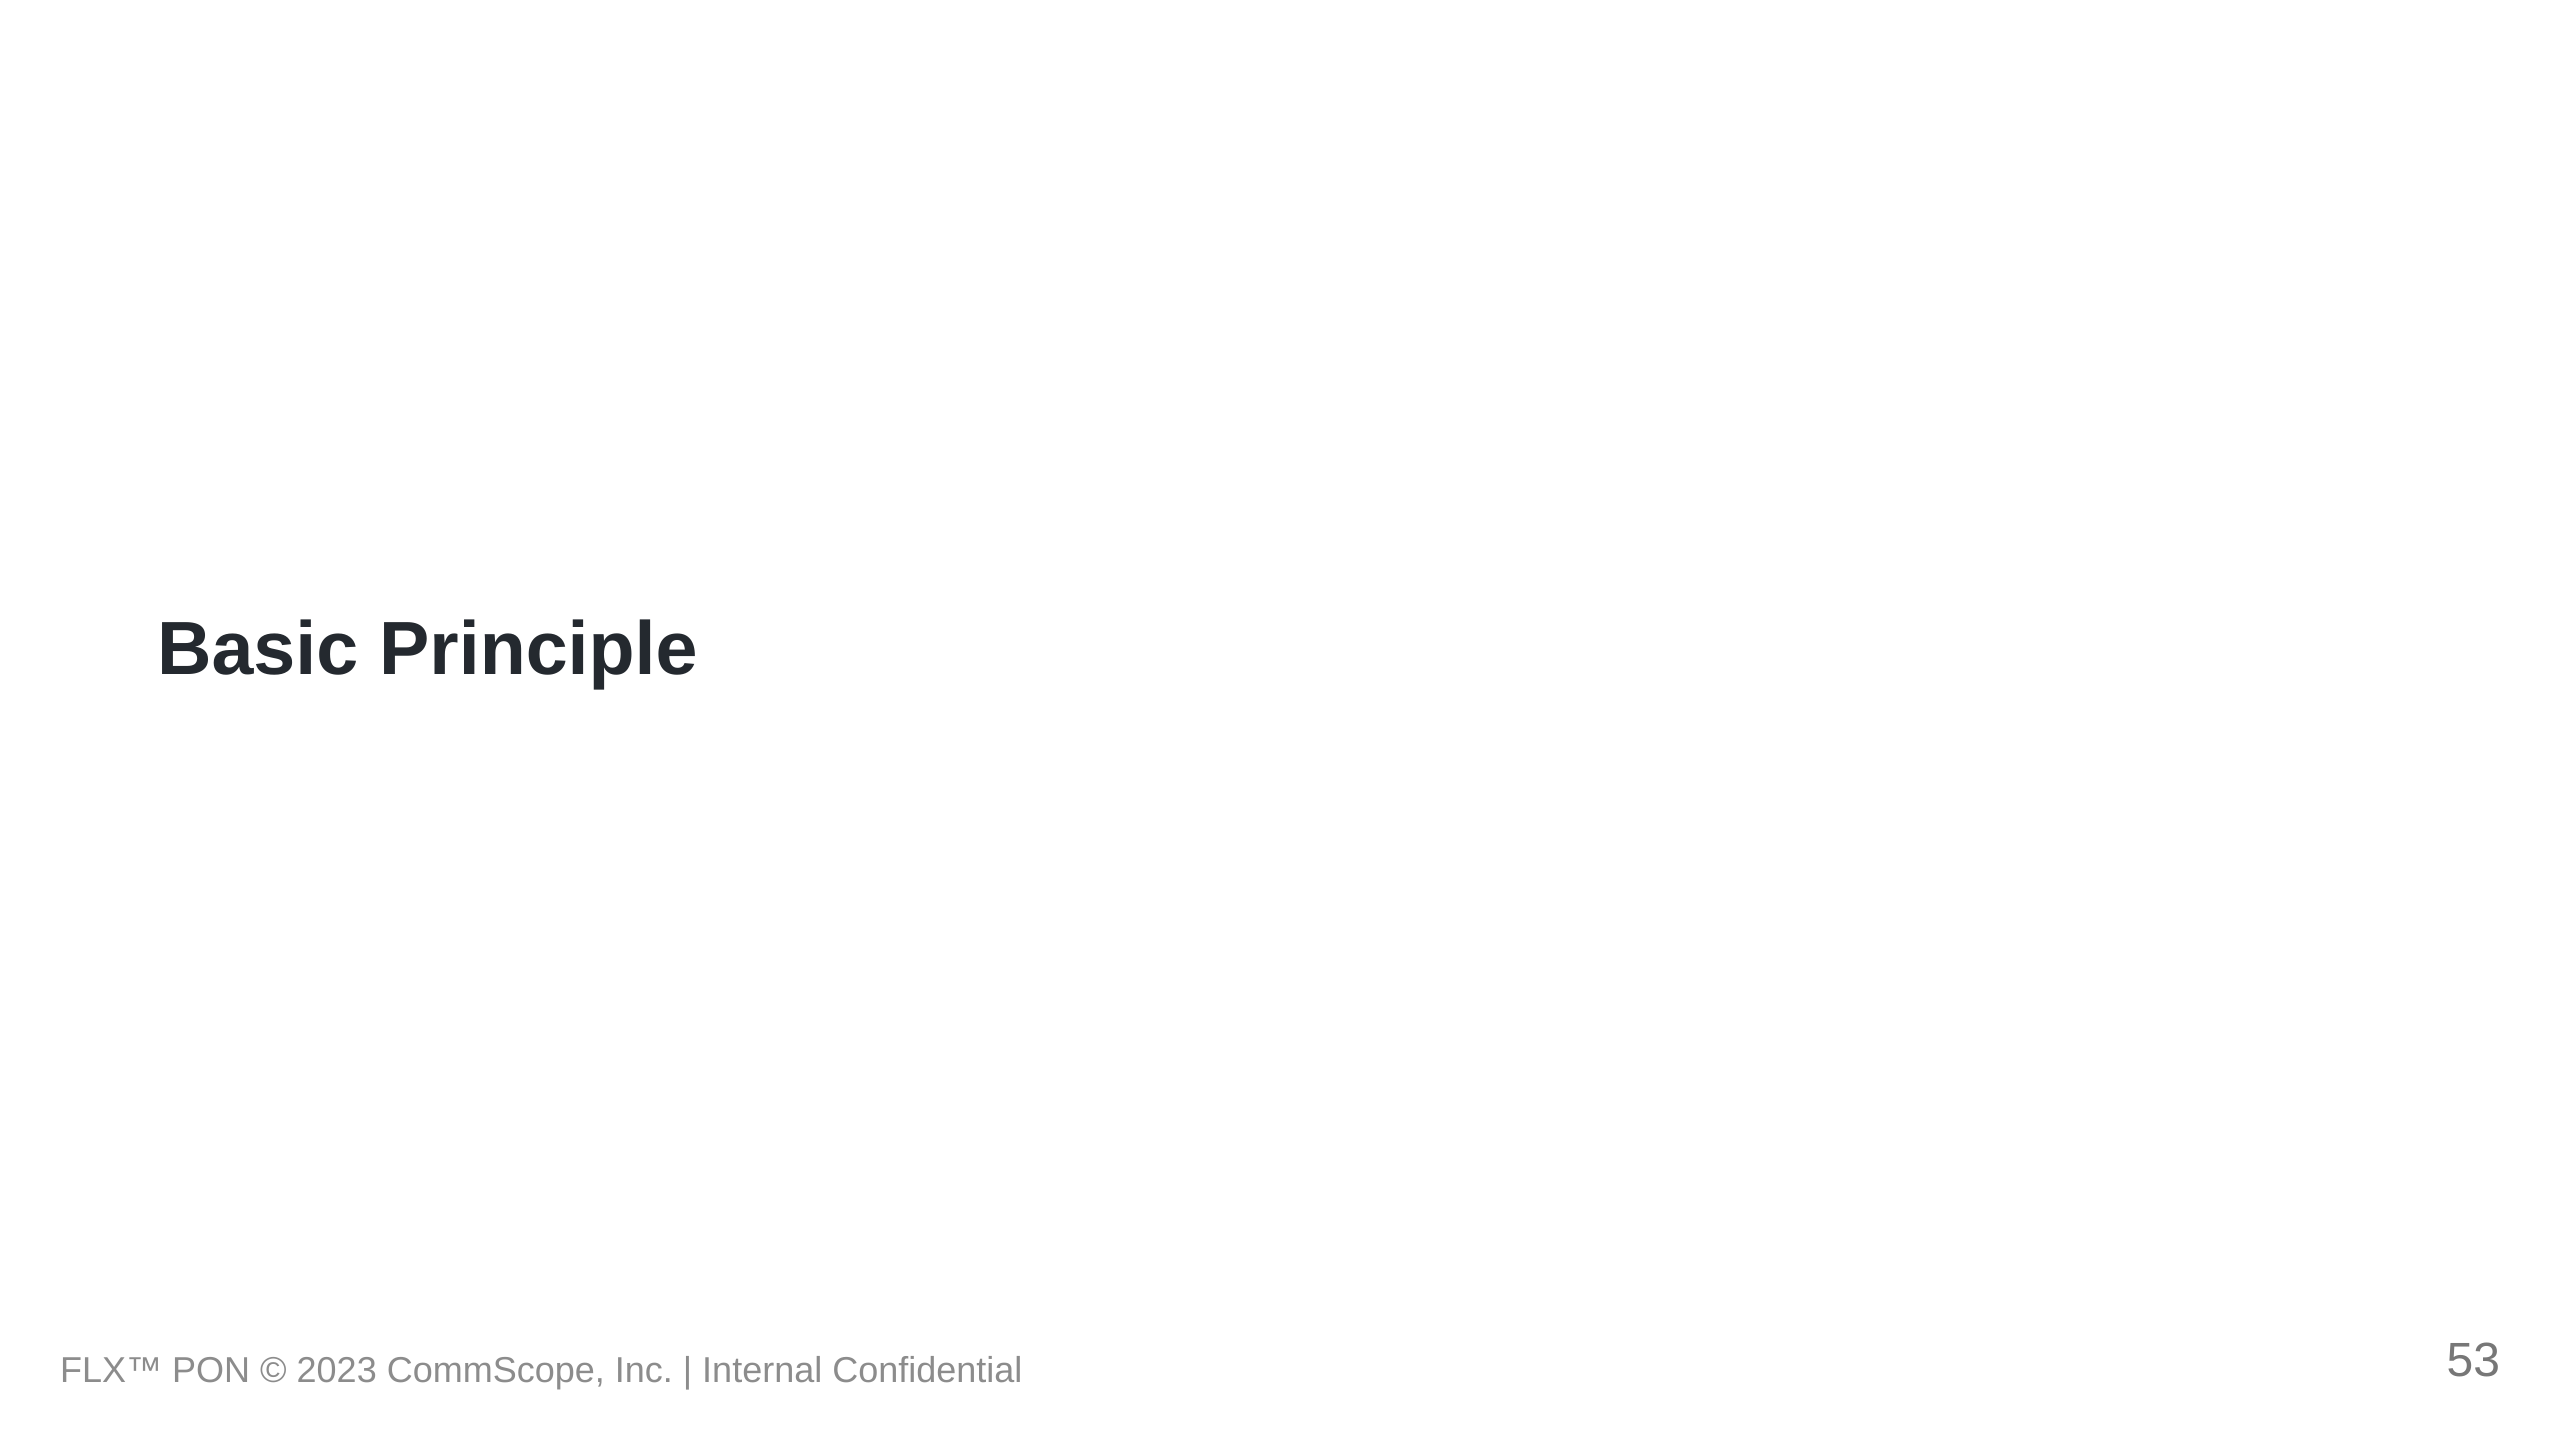 Basic Principle
FLX™ PON © 2023 CommScope, Inc. | Internal Confidential
53